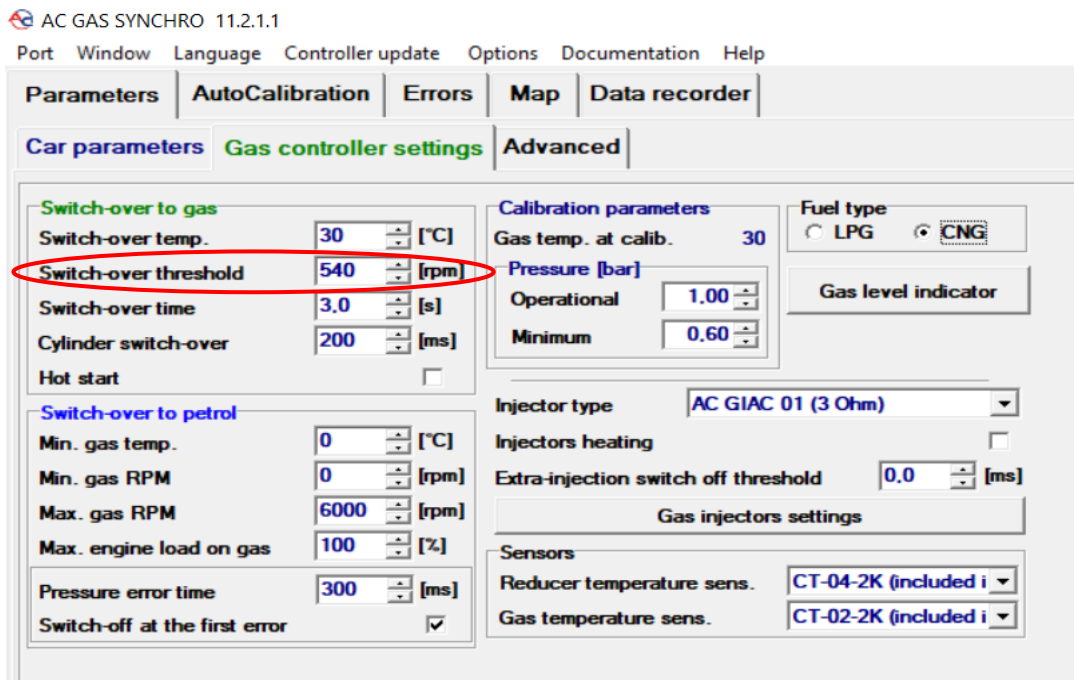 AC GAS SYNCHRO 11.2.1.1
Port Window Language Controller update Options Documentation Help
Parameters AutoCalibration Errors Map Data recorder
Car parameters Gas controller settings Advanced
Switch-over to gas
Switch-over temp. 30 [°C]
Switch-over threshold 540 [rpm]
Switch-over time 3,0 [s]
Cylinder switch-over 200 [ms]
Hot start
Switch-over to petrol
Min. gas temp. 0 [°C]
Min. gas RPM 0 [rpm]
Max. gas RPM 6000 [rpm]
Max. engine load on gas 100 [%]
Pressure error time 300 [ms]
Switch-off at the first error
Calibration parameters
Gas temp. at calib. 30
Pressure [bar]
Operational 1,00
Minimum 0,60
Fuel type
LPG CNG
Gas level indicator
Injector type AC GIAC 01 (3 Ohm)
Injectors heating
Extra-injection switch off threshold 0,0 [ms]
Gas injectors settings
Sensors
Reducer temperature sens. CT-04-2K (included i
Gas temperature sens. CT-02-2K (included i